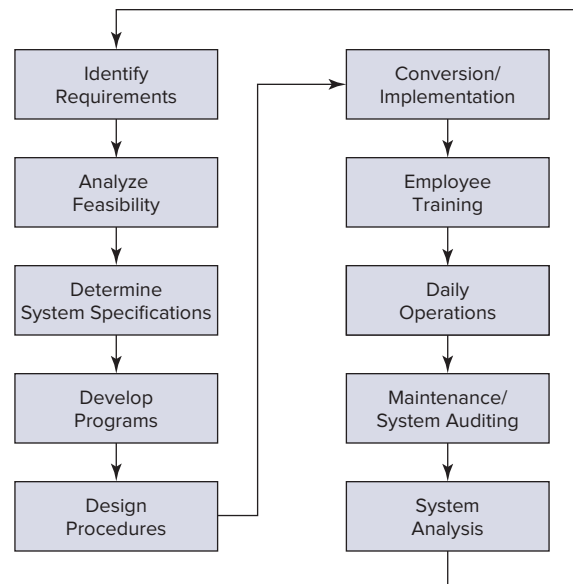 Identify
Requirements
Analyze
Feasibility
Determine
System Specifications
Develop
Programs
Design
Procedures
Conversion/
Implementation
Employee
Training
Daily
Operations
Maintenance/
System Auditing
System
Analysis